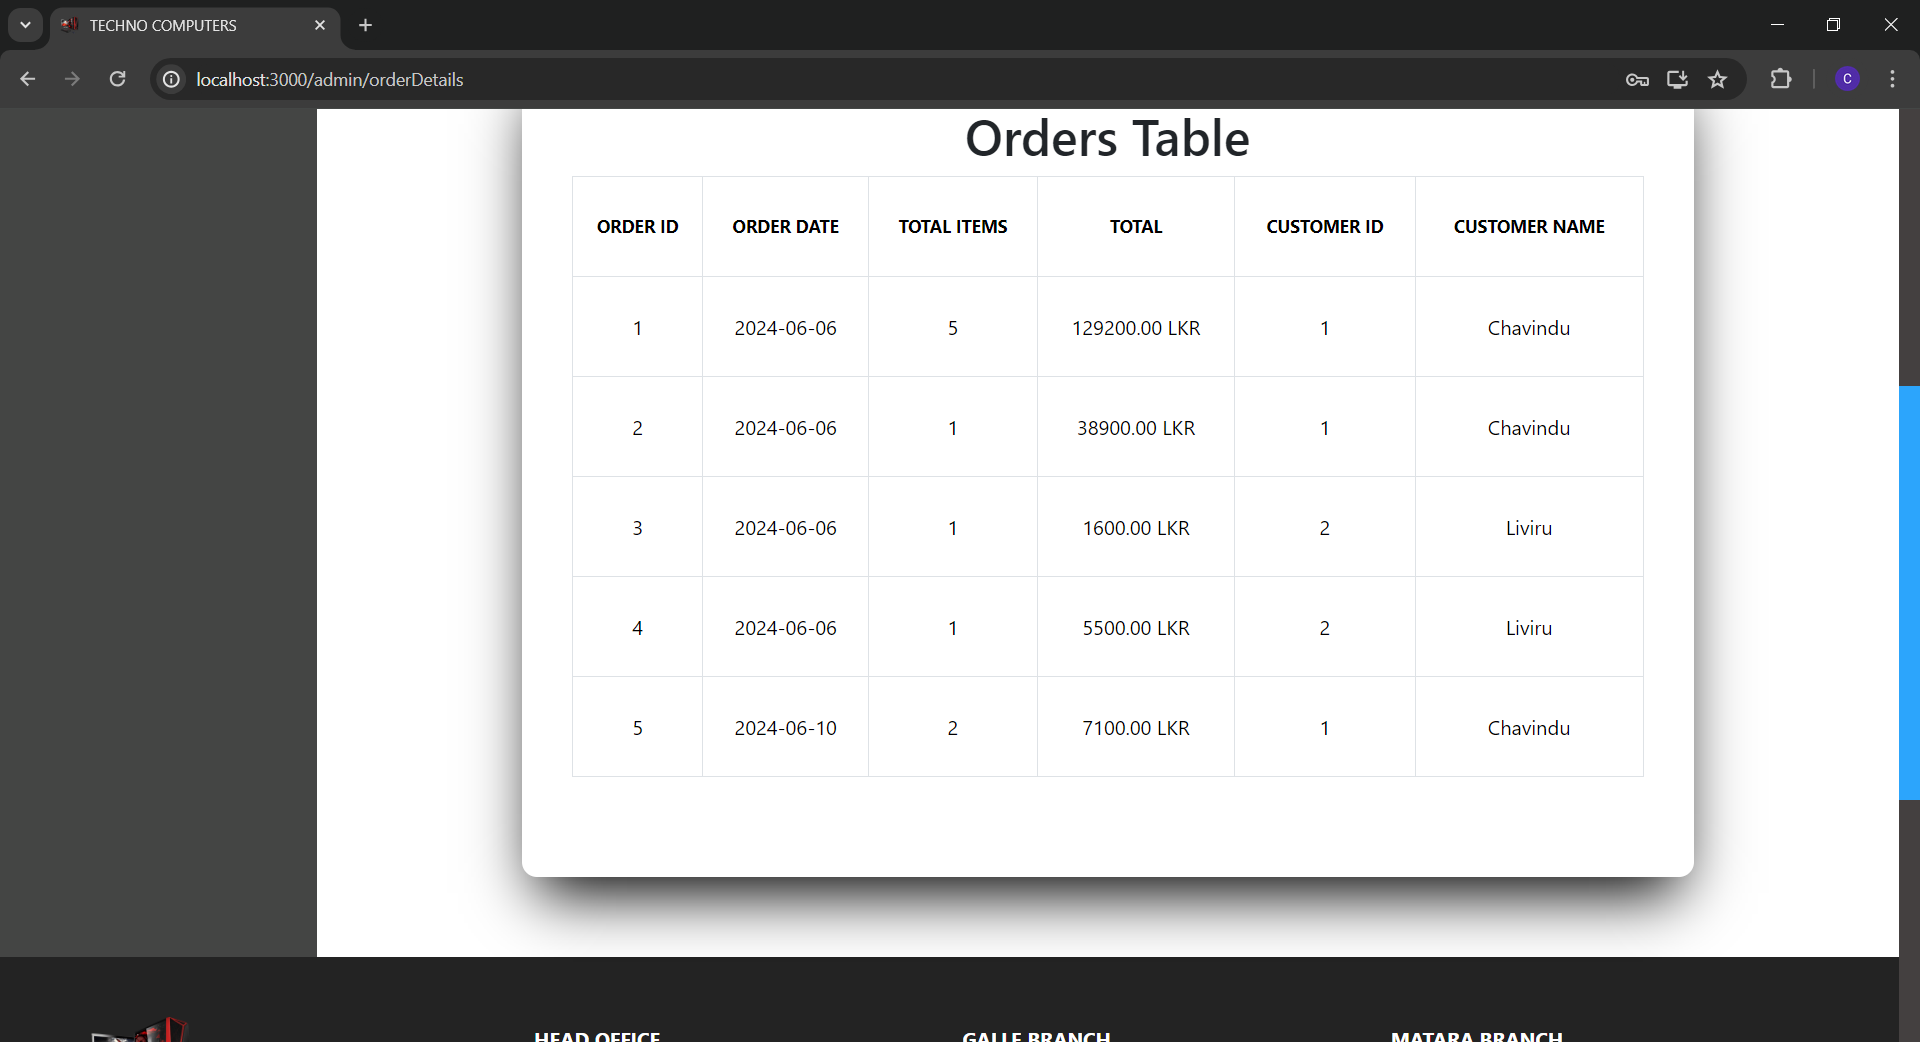 TECHNO COMPUTERS
localhost:3000/admin/orderDetails
C
Orders Table
ORDER ID ORDER DATE TOTAL ITEMS TOTAL CUSTOMER ID CUSTOMER NAME
1 2024-06-06 5 129200.00 LKR 1 Chavindu
2 2024-06-06 1 38900.00 LKR 1 Chavindu
3 2024-06-06 1 1600.00 LKR 2 Liviru
4 2024-06-06 1 5500.00 LKR 2 Liviru
5 2024-06-10 2 7100.00 LKR 1 Chavindu
HEAD OFFICE GALLE BRANCH MATARA BRANCH